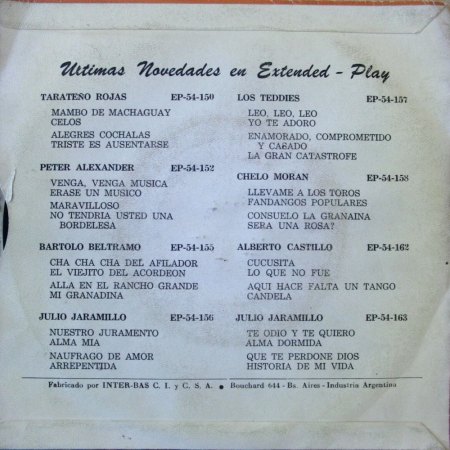 Ultimas Novedades en Extended - Play
TARATEÑO ROJAS EP-54-150
MAMBO DE MACHAGUAY
CELOS
ALEGRES COCHALAS
TRISTE ES AUSENTARSE
PETER ALEXANDER EP-54-152
VENGA, VENGA MUSICA
ERASE UN MUSICO
MARAVILLOSO
NO TENDRIA USTED UNA
BORDELESA
BARTOLO BELTRAMO EP-54-155
CHA CHA CHA DEL AFILADOR
EL VIEJITO DEL ACORDEON
ALLA EN EL RANCHO GRANDE
MI GRANADINA
JULIO JARAMILLO EP-54-156
NUESTRO JURAMENTO
ALMA MIA
NAUFRAGO DE AMOR
ARREPENTIDA
LOS TEDDIES EP-54-157
LEO, LEO, LEO
YO TE ADORO
ENAMORADO, COMPROMETIDO
Y CASADO
LA GRAN CATASTROFE
CHELO MORAN EP-54-158
LLEVAME A LOS TOROS
FANDANGOS POPULARES
CONSUELO LA GRANAINA
SERA UNA ROSA?
ALBERTO CASTILLO EP-54-162
CUCUSITA
LO QUE NO FUE
AQUI HACE FALTA UN TANGO
CANDELA
JULIO JARAMILLO EP-54-163
TE ODIO Y TE QUIERO
ALMA DORMIDA
QUE TE PERDONE DIOS
HISTORIA DE MI VIDA
Fabricado por INTER-BAS C. I. y C. S. A. ● Bouchard 644 - Bs. Aires - Industria Argentina